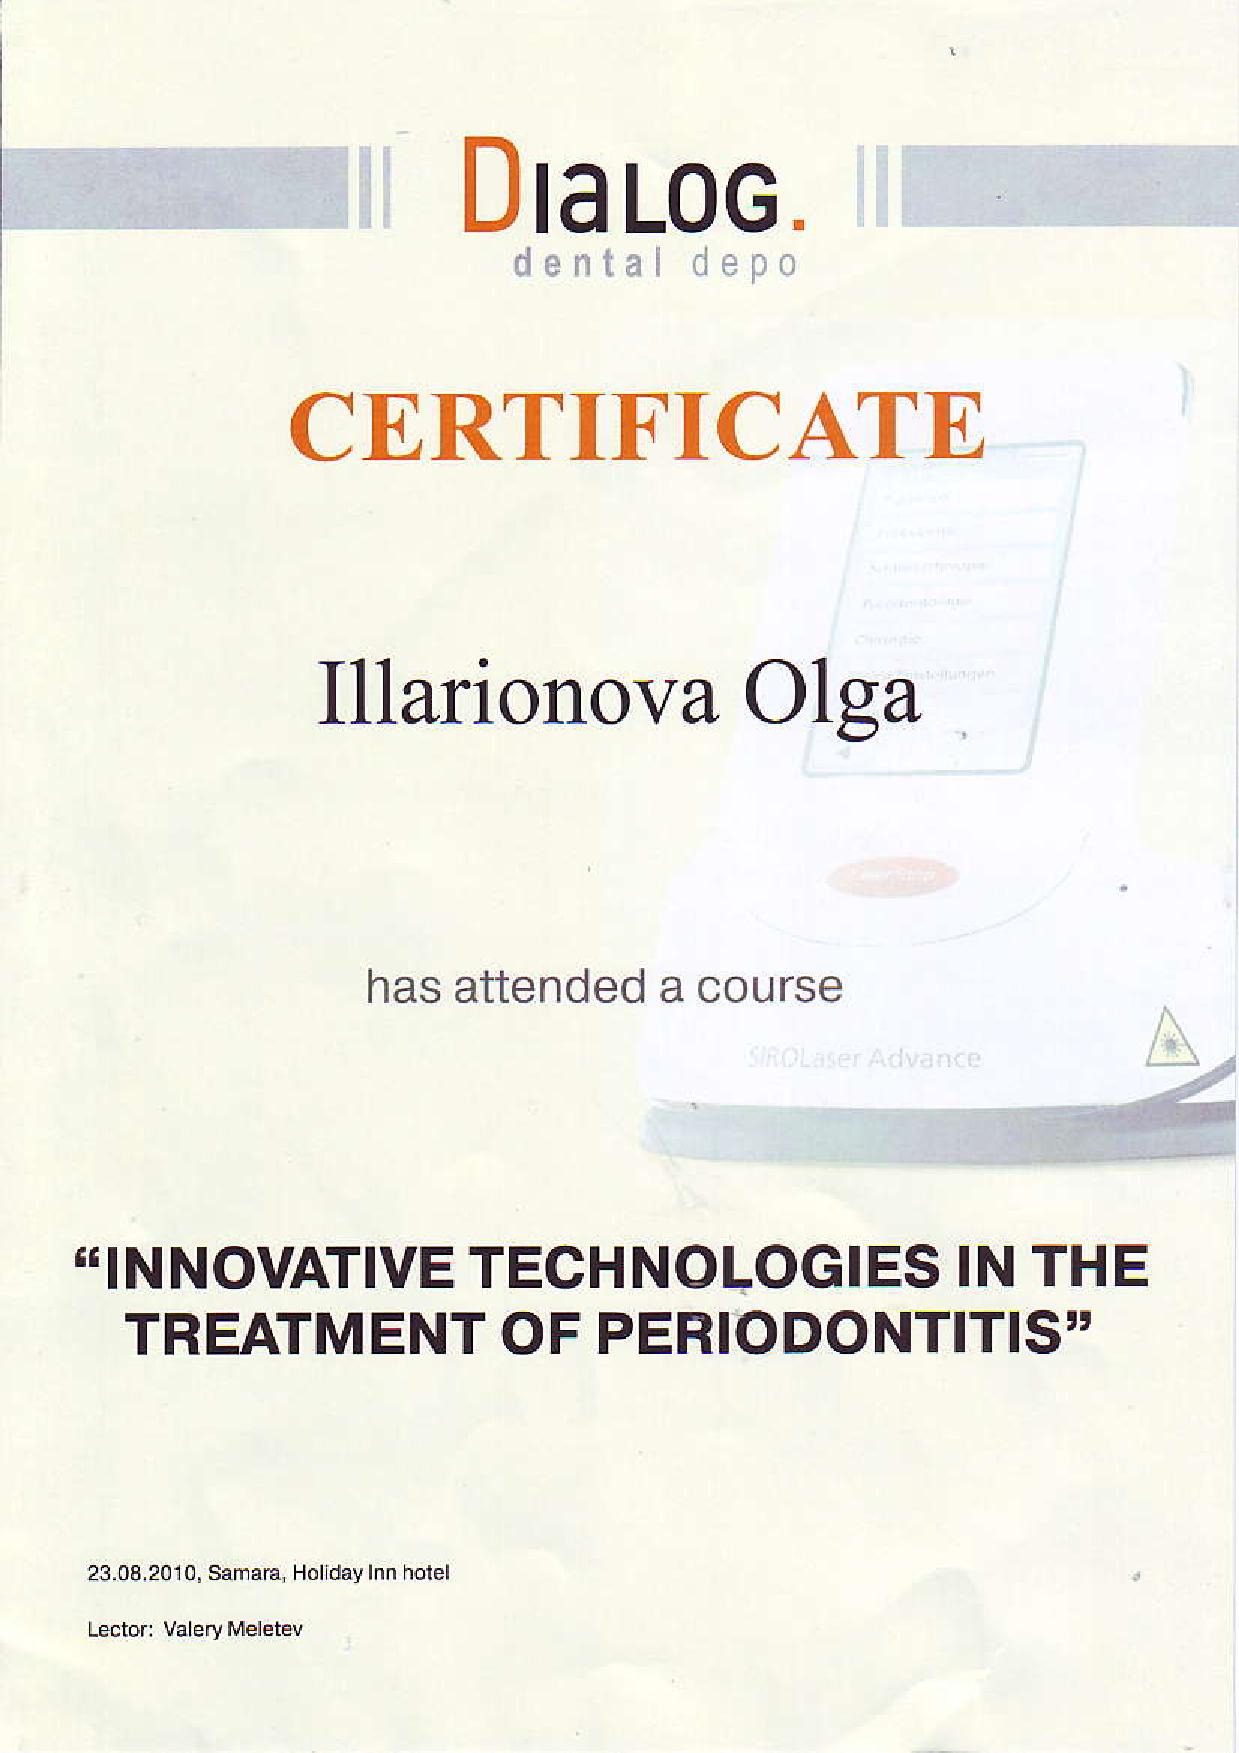 DIaLOG.
dental depo
CERTIFICATE
Chirurgie
Illarionova Olga
has attended a course
SIROLaser Advance
“INNOVATIVE TECHNOLOGIES IN THE
TREATMENT OF PERIODONTITIS”
23.08.2010, Samara, Holiday Inn hotel
Lector: Valery Meletev